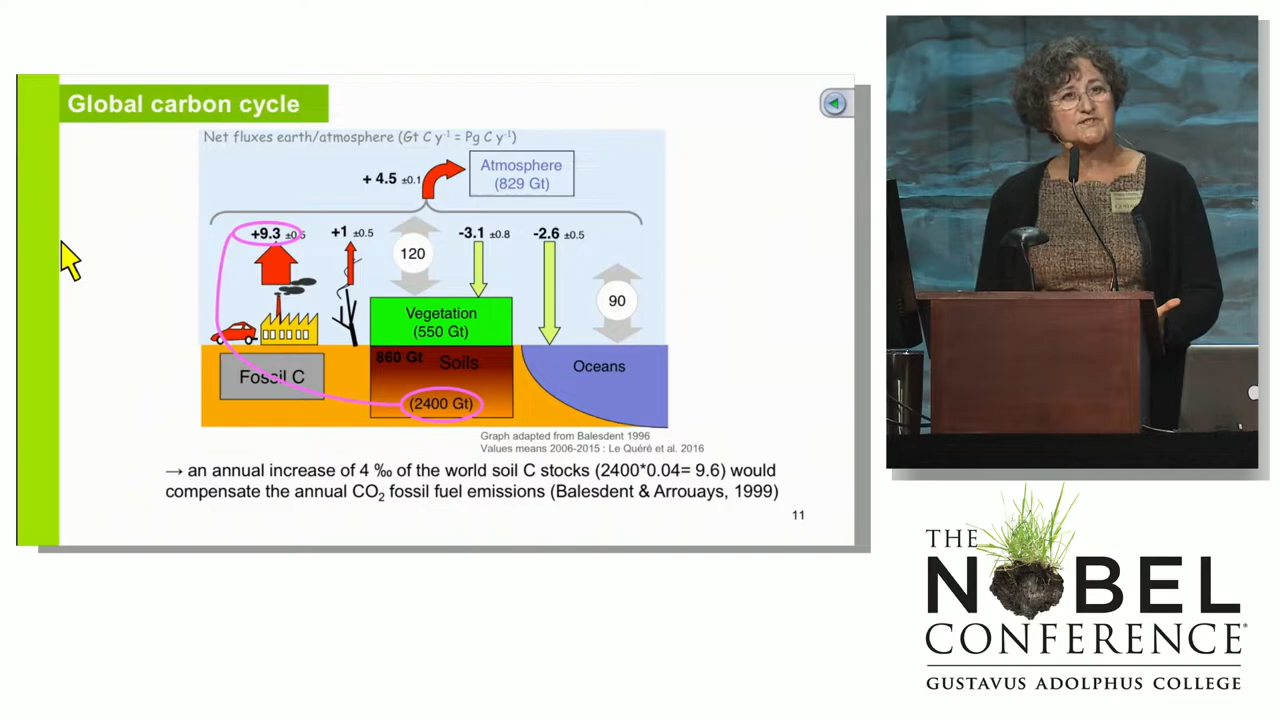 Global carbon cycle
Net fluxes earth/atmosphere (Gt C y⁻¹ = Pg C y⁻¹)
Atmosphere
(829 Gt)
+ 4.5 ±0.1
+9.3 ±0.5
+1 ±0.5
120
-3.1 ±0.8
-2.6 ±0.5
90
Vegetation
(550 Gt)
860 Gt
Soils
(2400 Gt)
Fossil C
Oceans
Graph adapted from Balesdent 1996
Values means 2006-2015 : Le Quéré et al. 2016
→ an annual increase of 4 ‰ of the world soil C stocks (2400*0.04= 9.6) would
compensate the annual CO₂ fossil fuel emissions (Balesdent & Arrouays, 1999)
11
THE
NOBEL
CONFERENCE®
GUSTAVUS ADOLPHUS COLLEGE